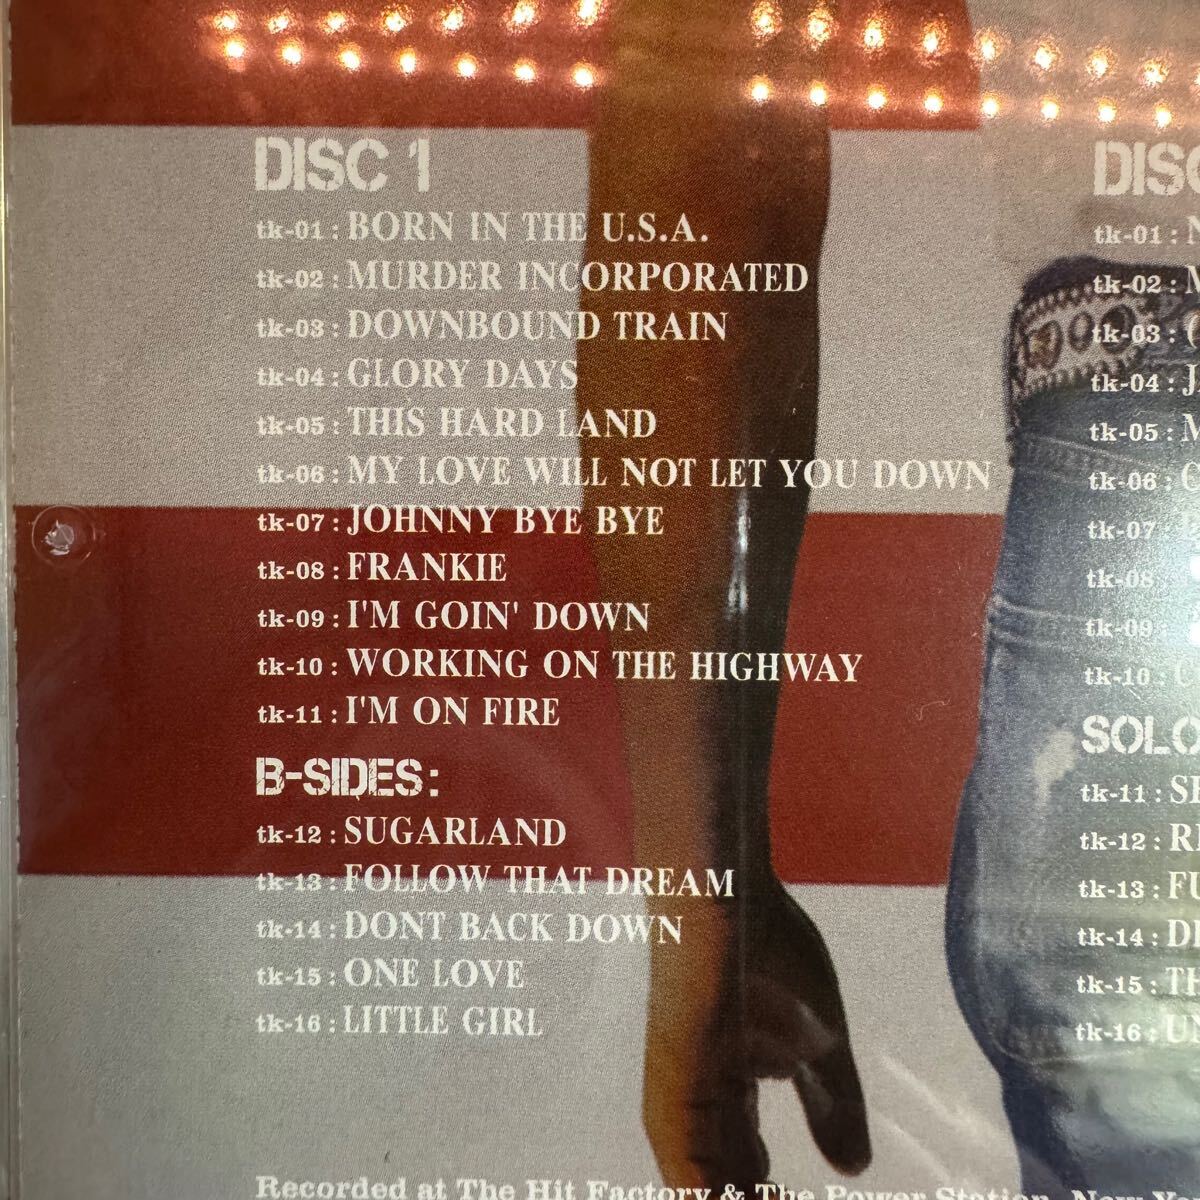 DISC 1
tk-01 : BORN IN THE U.S.A.
tk-02 : MURDER INCORPORATED
tk-03 : DOWNBOUND TRAIN
tk-04 : GLORY DAYS
tk-05 : THIS HARD LAND
tk-06 : MY LOVE WILL NOT LET YOU DOWN
tk-07 : JOHNNY BYE BYE
tk-08 : FRANKIE
tk-09 : I'M GOIN' DOWN
tk-10 : WORKING ON THE HIGHWAY
tk-11 : I'M ON FIRE
B-SIDES:
tk-12 : SUGARLAND
tk-13 : FOLLOW THAT DREAM
tk-14 : DONT BACK DOWN
tk-15 : ONE LOVE
tk-16 : LITTLE GIRL
tk-01 :
tk-02 :
tk-03 :
tk-04 :
tk-05 :
tk-06 :
tk-07 :
tk-08
tk-09
tk-10 :
tk-11 :
tk-12 :
tk-13 :
tk-14 :
tk-15 :
tk-16 :
Recorded at The Hit Factory & The Power Station, New